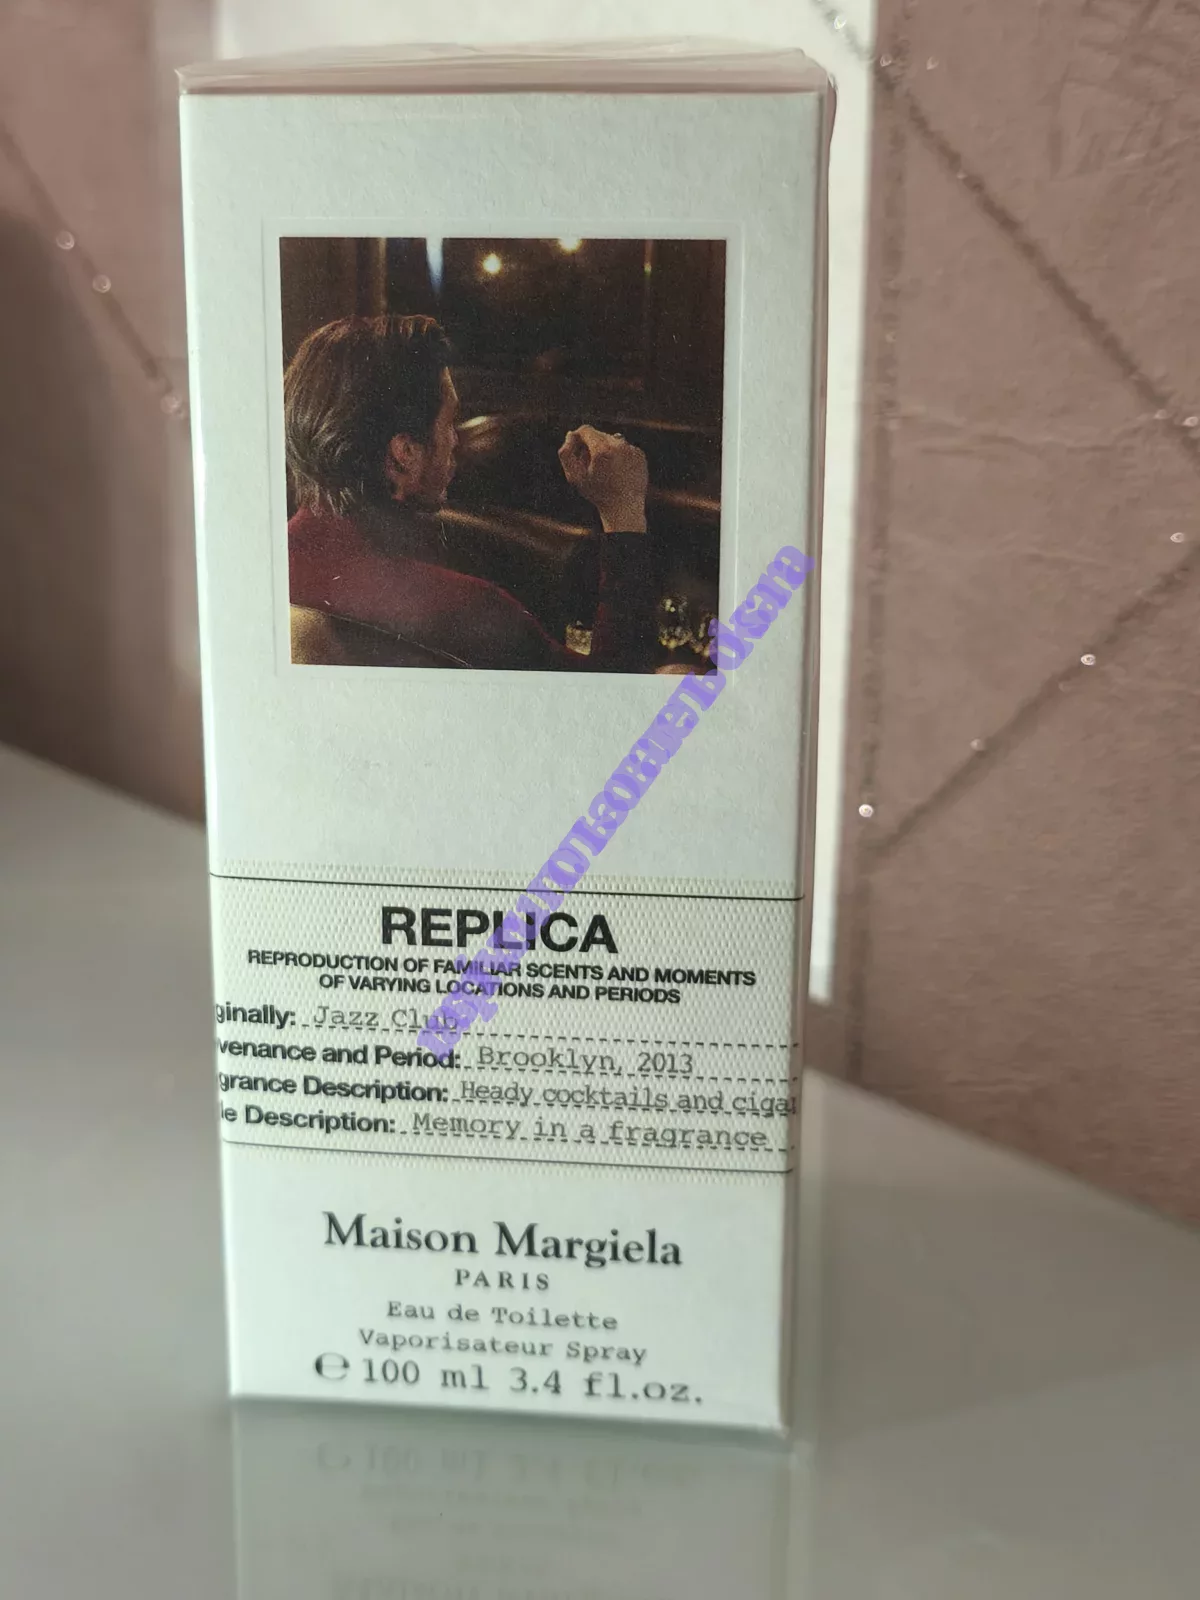 REPLICA
REPRODUCTION OF FAMILIAR SCENTS AND MOMENTS
OF VARYING LOCATIONS AND PERIODS
ginally: Jazz Club
venance and Period: Brooklyn, 2013
grance Description: Heady cocktails and cigar
le Description: Memory in a fragrance
Maison Margiela
PARIS
Eau de Toilette
Vaporisateur Spray
℮ 100 ml 3.4 fl.oz.